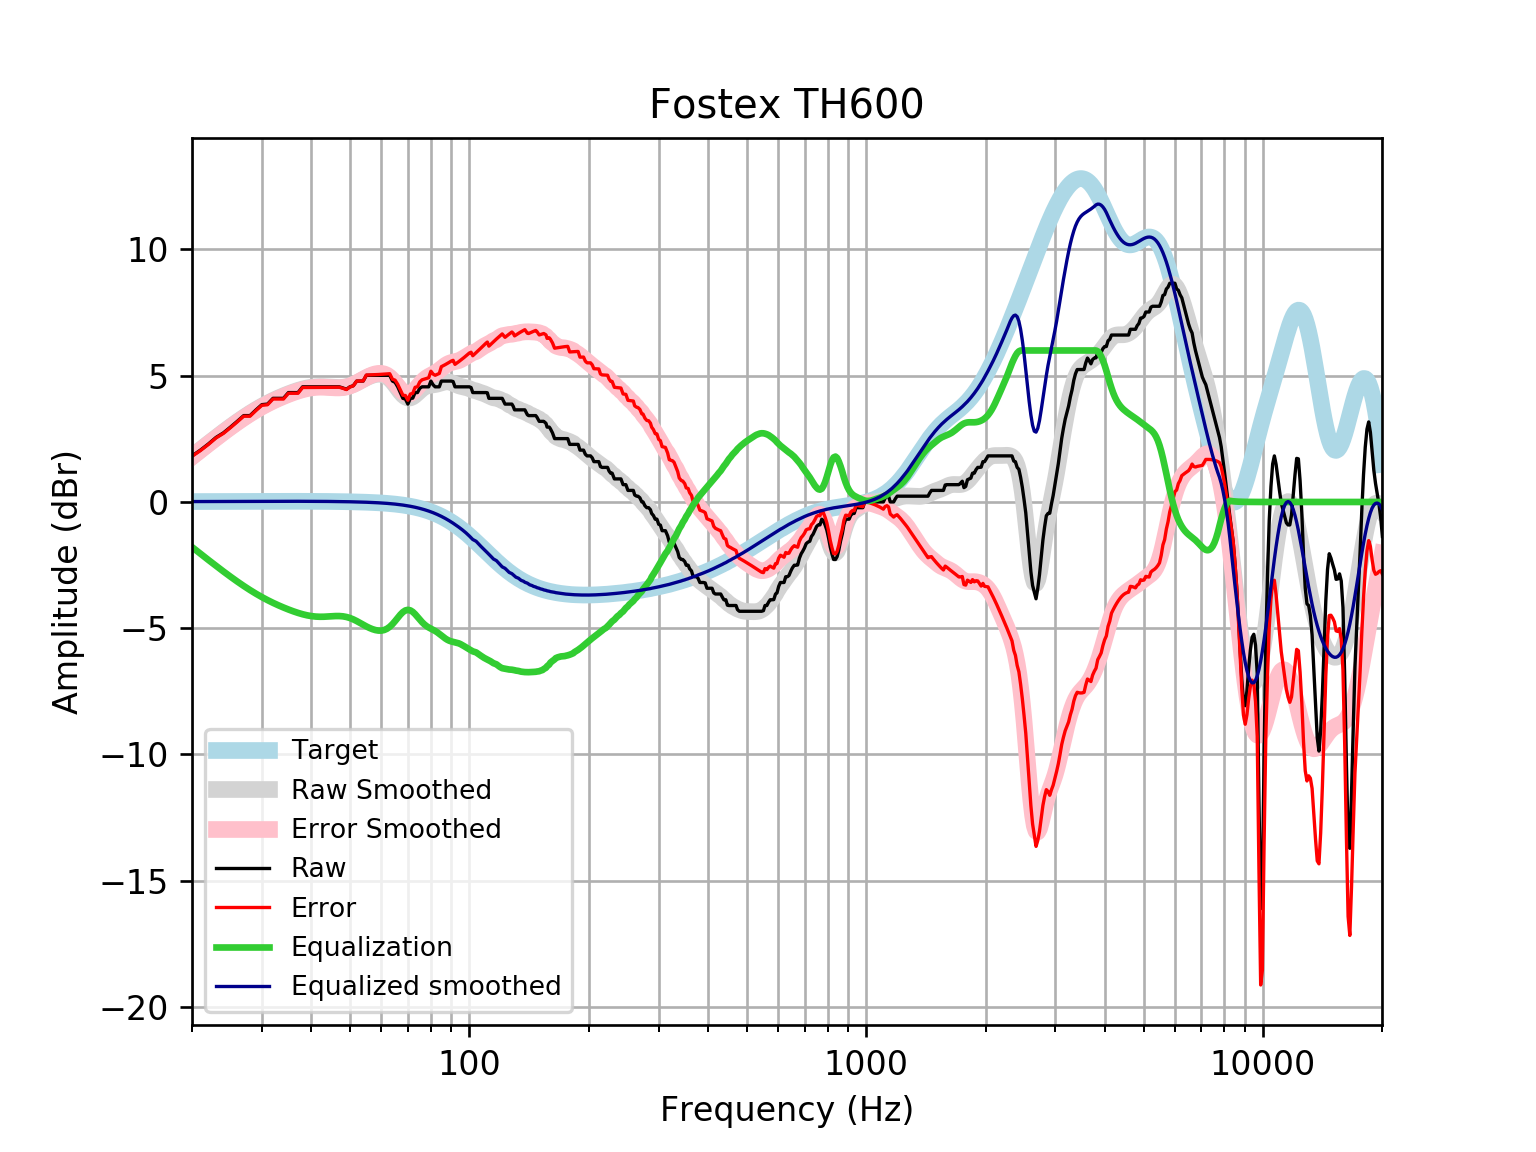 Fostex TH600
Amplitude (dBr)
10
5
0
−5
−10
−15
−20
Target
Raw Smoothed
Error Smoothed
Raw
Error
Equalization
Equalized smoothed
100
1000
10000
Frequency (Hz)